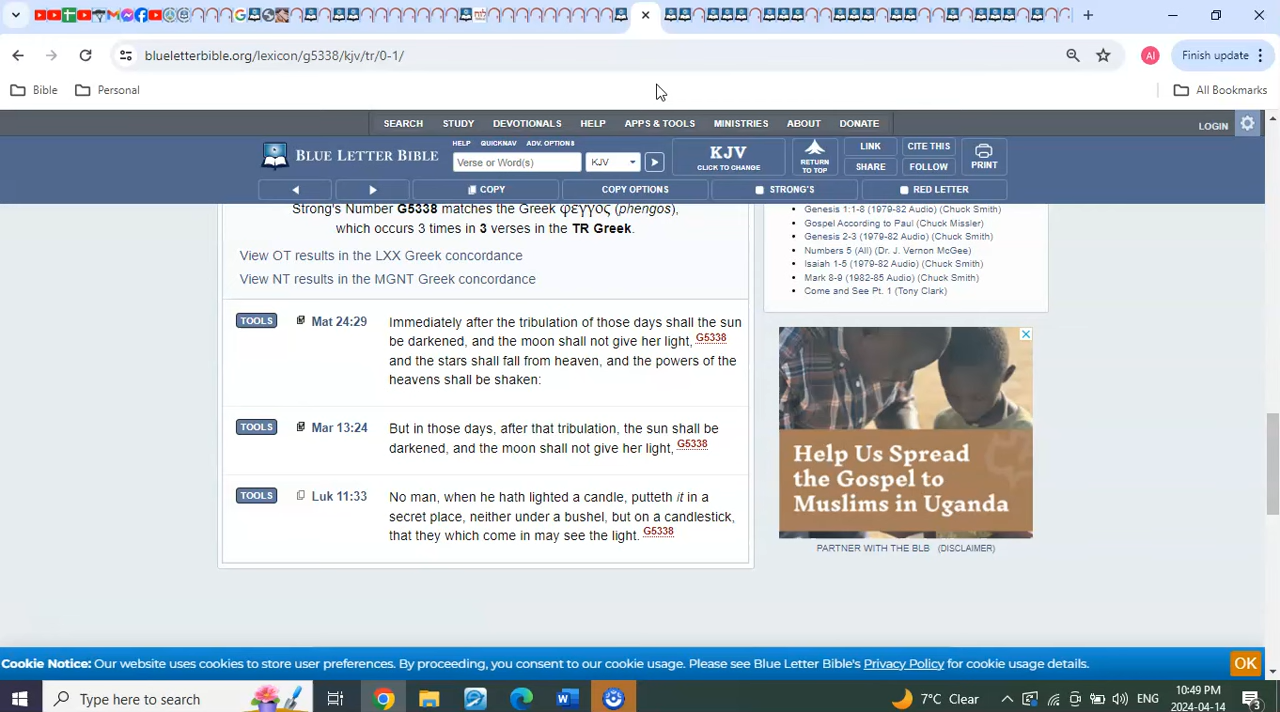 blueletterbible.org/lexicon/g5338/kjv/tr/0-1/
AI
Finish update
Bible
Personal
All Bookmarks
SEARCH
STUDY
DEVOTIONALS
HELP
APPS & TOOLS
MINISTRIES
ABOUT
DONATE
LOGIN
BLUE LETTER BIBLE
HELP
QUICKNAV
ADV. OPTIONS
Verse or Word(s)
KJV
KJV
CLICK TO CHANGE
RETURN
TO TOP
LINK
SHARE
CITE THIS
FOLLOW
PRINT
COPY
COPY OPTIONS
STRONG'S
RED LETTER
Strong's Number G5338 matches the Greek φέγγος (phengos),
which occurs 3 times in 3 verses in the TR Greek.
View OT results in the LXX Greek concordance
View NT results in the MGNT Greek concordance
TOOLS
Mat 24:29
Immediately after the tribulation of those days shall the sun
be darkened, and the moon shall not give her light, G5338
and the stars shall fall from heaven, and the powers of the
heavens shall be shaken:
TOOLS
Mar 13:24
But in those days, after that tribulation, the sun shall be
darkened, and the moon shall not give her light, G5338
TOOLS
Luk 11:33
No man, when he hath lighted a candle, putteth it in a
secret place, neither under a bushel, but on a candlestick,
that they which come in may see the light. G5338
Genesis 1:1-8 (1979-82 Audio) (Chuck Smith)
Gospel According to Paul (Chuck Missler)
Genesis 2-3 (1979-82 Audio) (Chuck Smith)
Numbers 5 (All) (Dr. J. Vernon McGee)
Isaiah 1-5 (1979-82 Audio) (Chuck Smith)
Mark 8-9 (1982-85 Audio) (Chuck Smith)
Come and See Pt. 1 (Tony Clark)
Help Us Spread
the Gospel to
Muslims in Uganda
PARTNER WITH THE BLB (DISCLAIMER)
Cookie Notice: Our website uses cookies to store user preferences. By proceeding, you consent to our cookie usage. Please see Blue Letter Bible's Privacy Policy for cookie usage details.
OK
Type here to search
7°C Clear
ENG
10:49 PM
2024-04-14
3